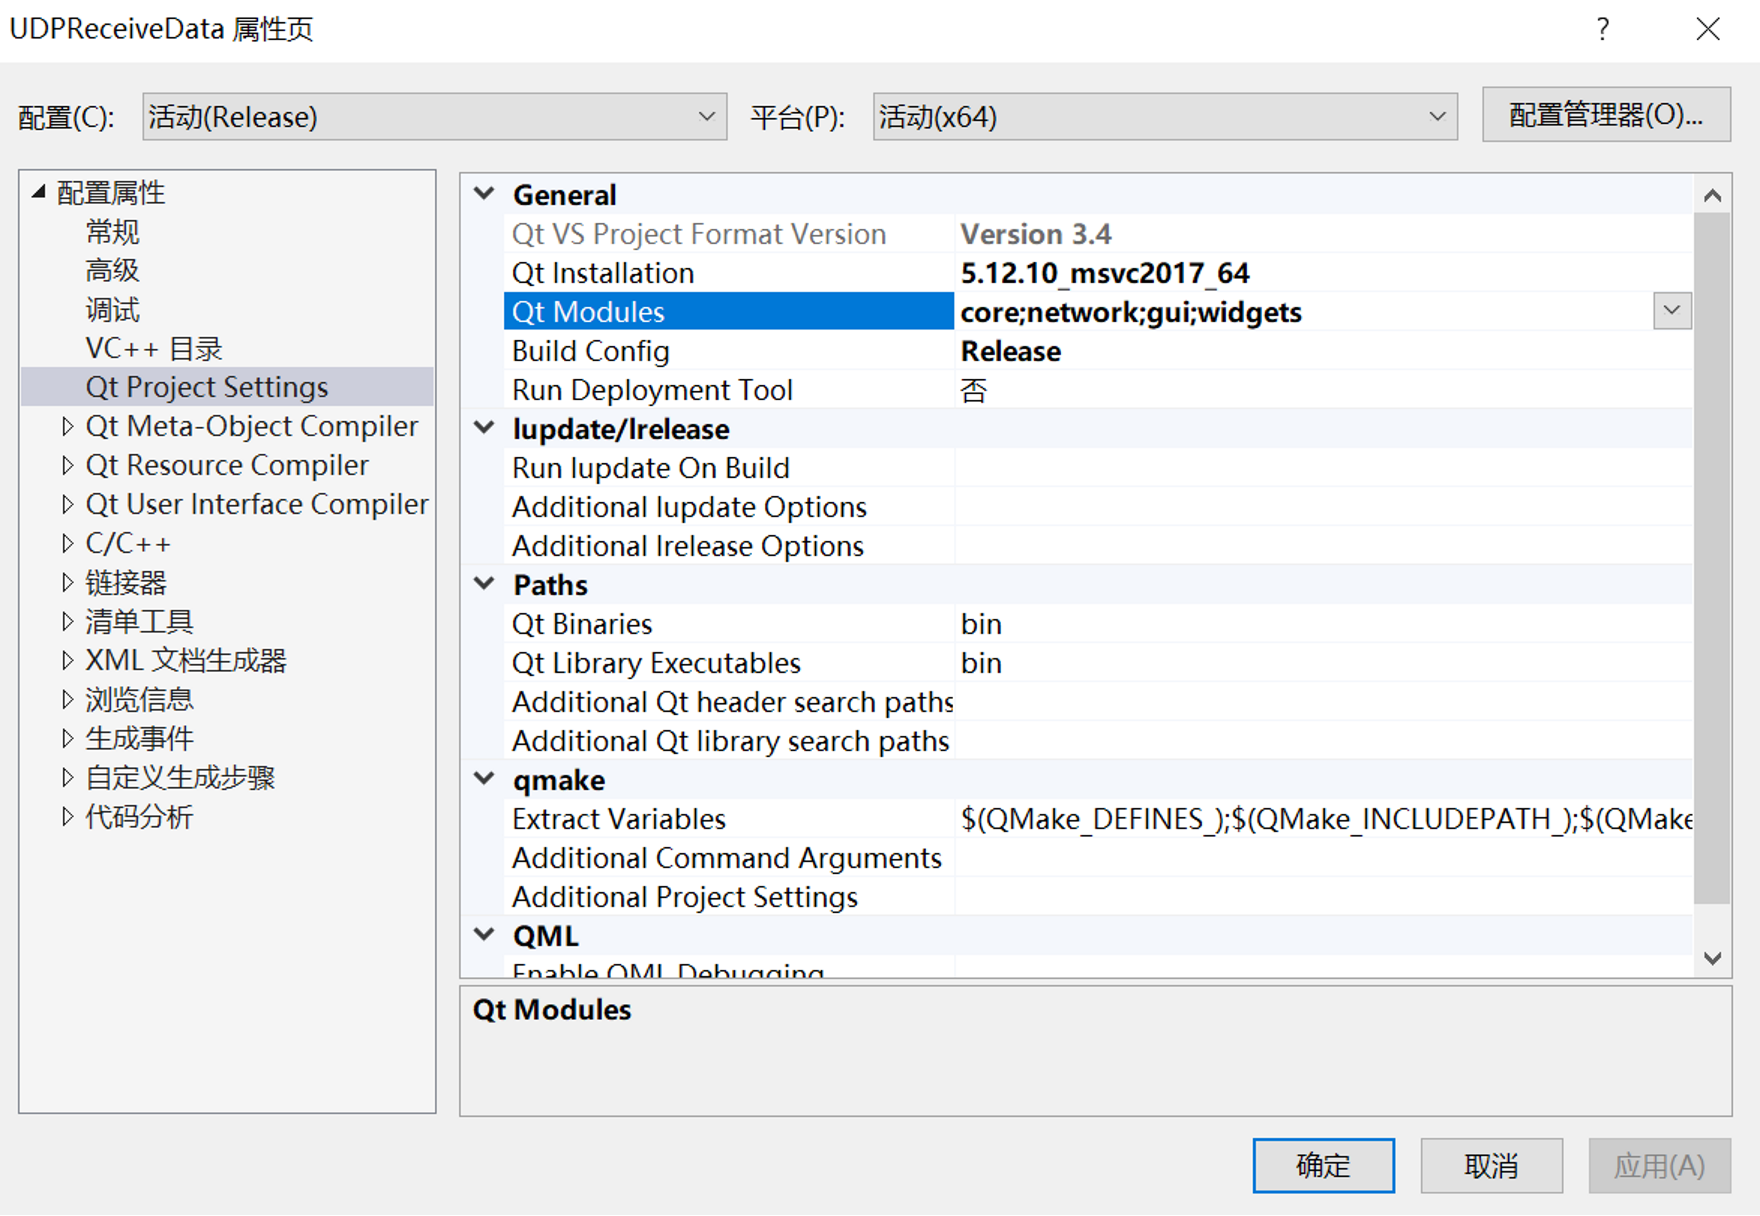 UDPReceiveData 属性页
?
配置(C): 活动(Release) 平台(P): 活动(x64) 配置管理器(O)...
配置属性
常规
高级
调试
VC++ 目录
Qt Project Settings
Qt Meta-Object Compiler
Qt Resource Compiler
Qt User Interface Compiler
C/C++
链接器
清单工具
XML 文档生成器
浏览信息
生成事件
自定义生成步骤
代码分析
General
Qt VS Project Format Version Version 3.4
Qt Installation 5.12.10_msvc2017_64
Qt Modules core;network;gui;widgets
Build Config Release
Run Deployment Tool 否
lupdate/lrelease
Run lupdate On Build
Additional lupdate Options
Additional lrelease Options
Paths
Qt Binaries bin
Qt Library Executables bin
Additional Qt header search paths
Additional Qt library search paths
qmake
Extract Variables $(QMake_DEFINES_);$(QMake_INCLUDEPATH_);$(QMake
Additional Command Arguments
Additional Project Settings
QML
Enable QML Debugging
Qt Modules
确定 取消 应用(A)